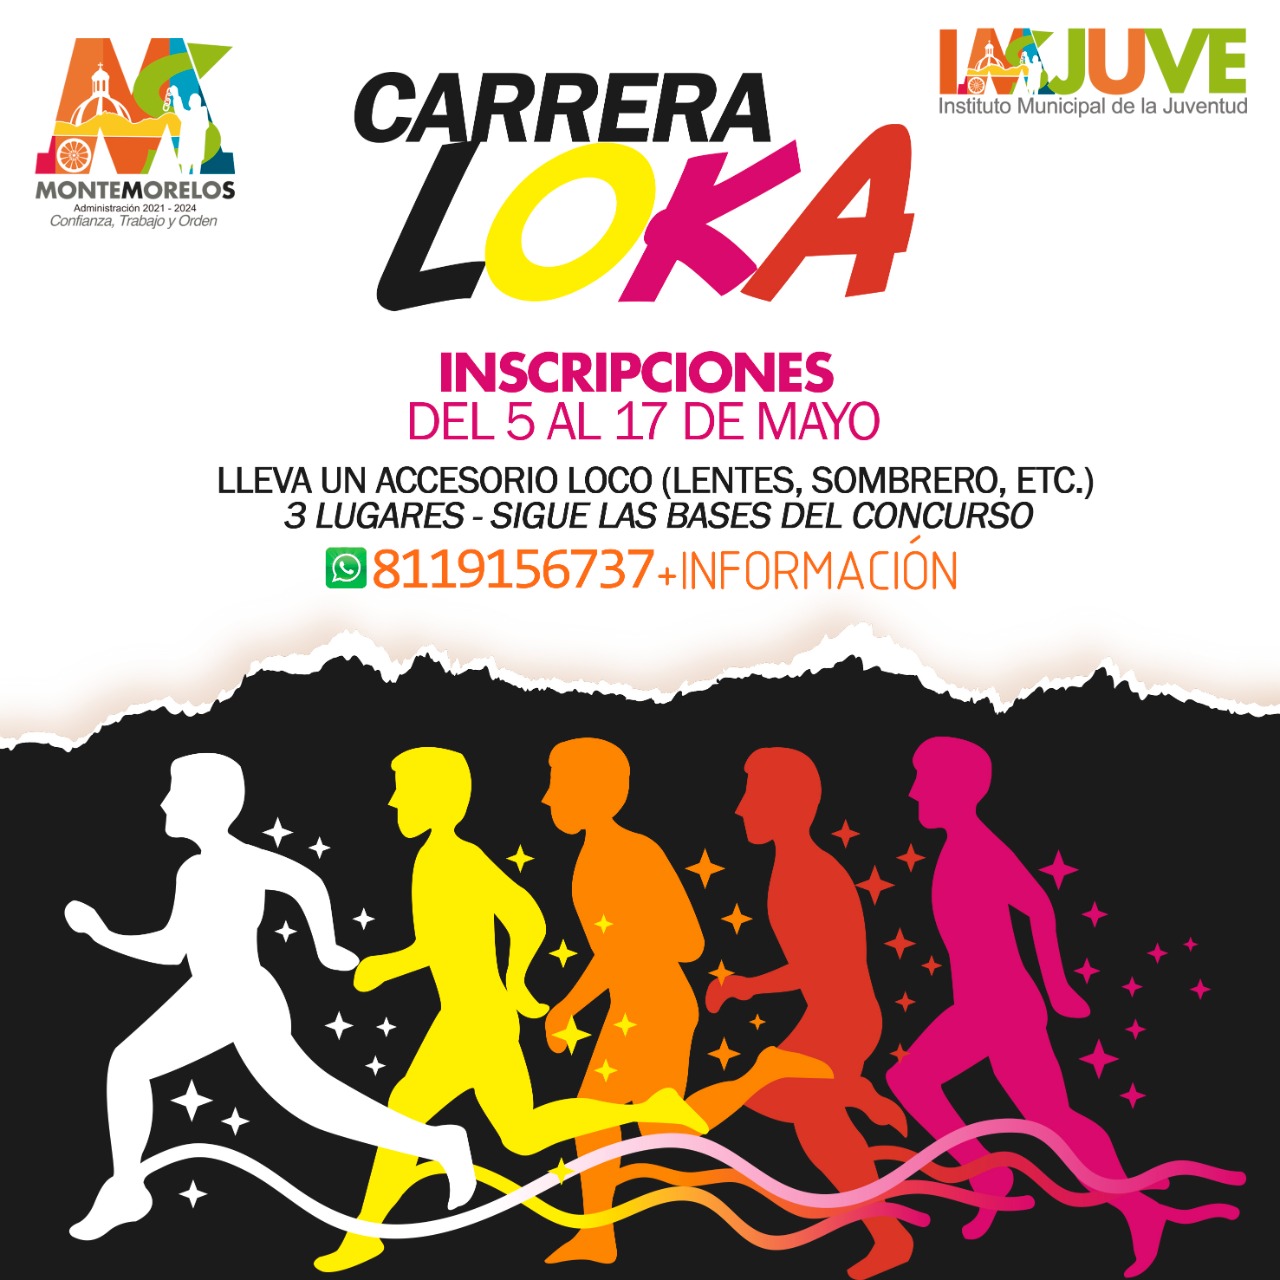 MONTEMORELOS
Administración 2021 - 2024
Confianza, Trabajo y Orden
IMJUVE
Instituto Municipal de la Juventud
CARRERA
LOKA
INSCRIPCIONES
DEL 5 AL 17 DE MAYO
LLEVA UN ACCESORIO LOCO (LENTES, SOMBRERO, ETC.)
3 LUGARES - SIGUE LAS BASES DEL CONCURSO
8119156737+INFORMACIÓN